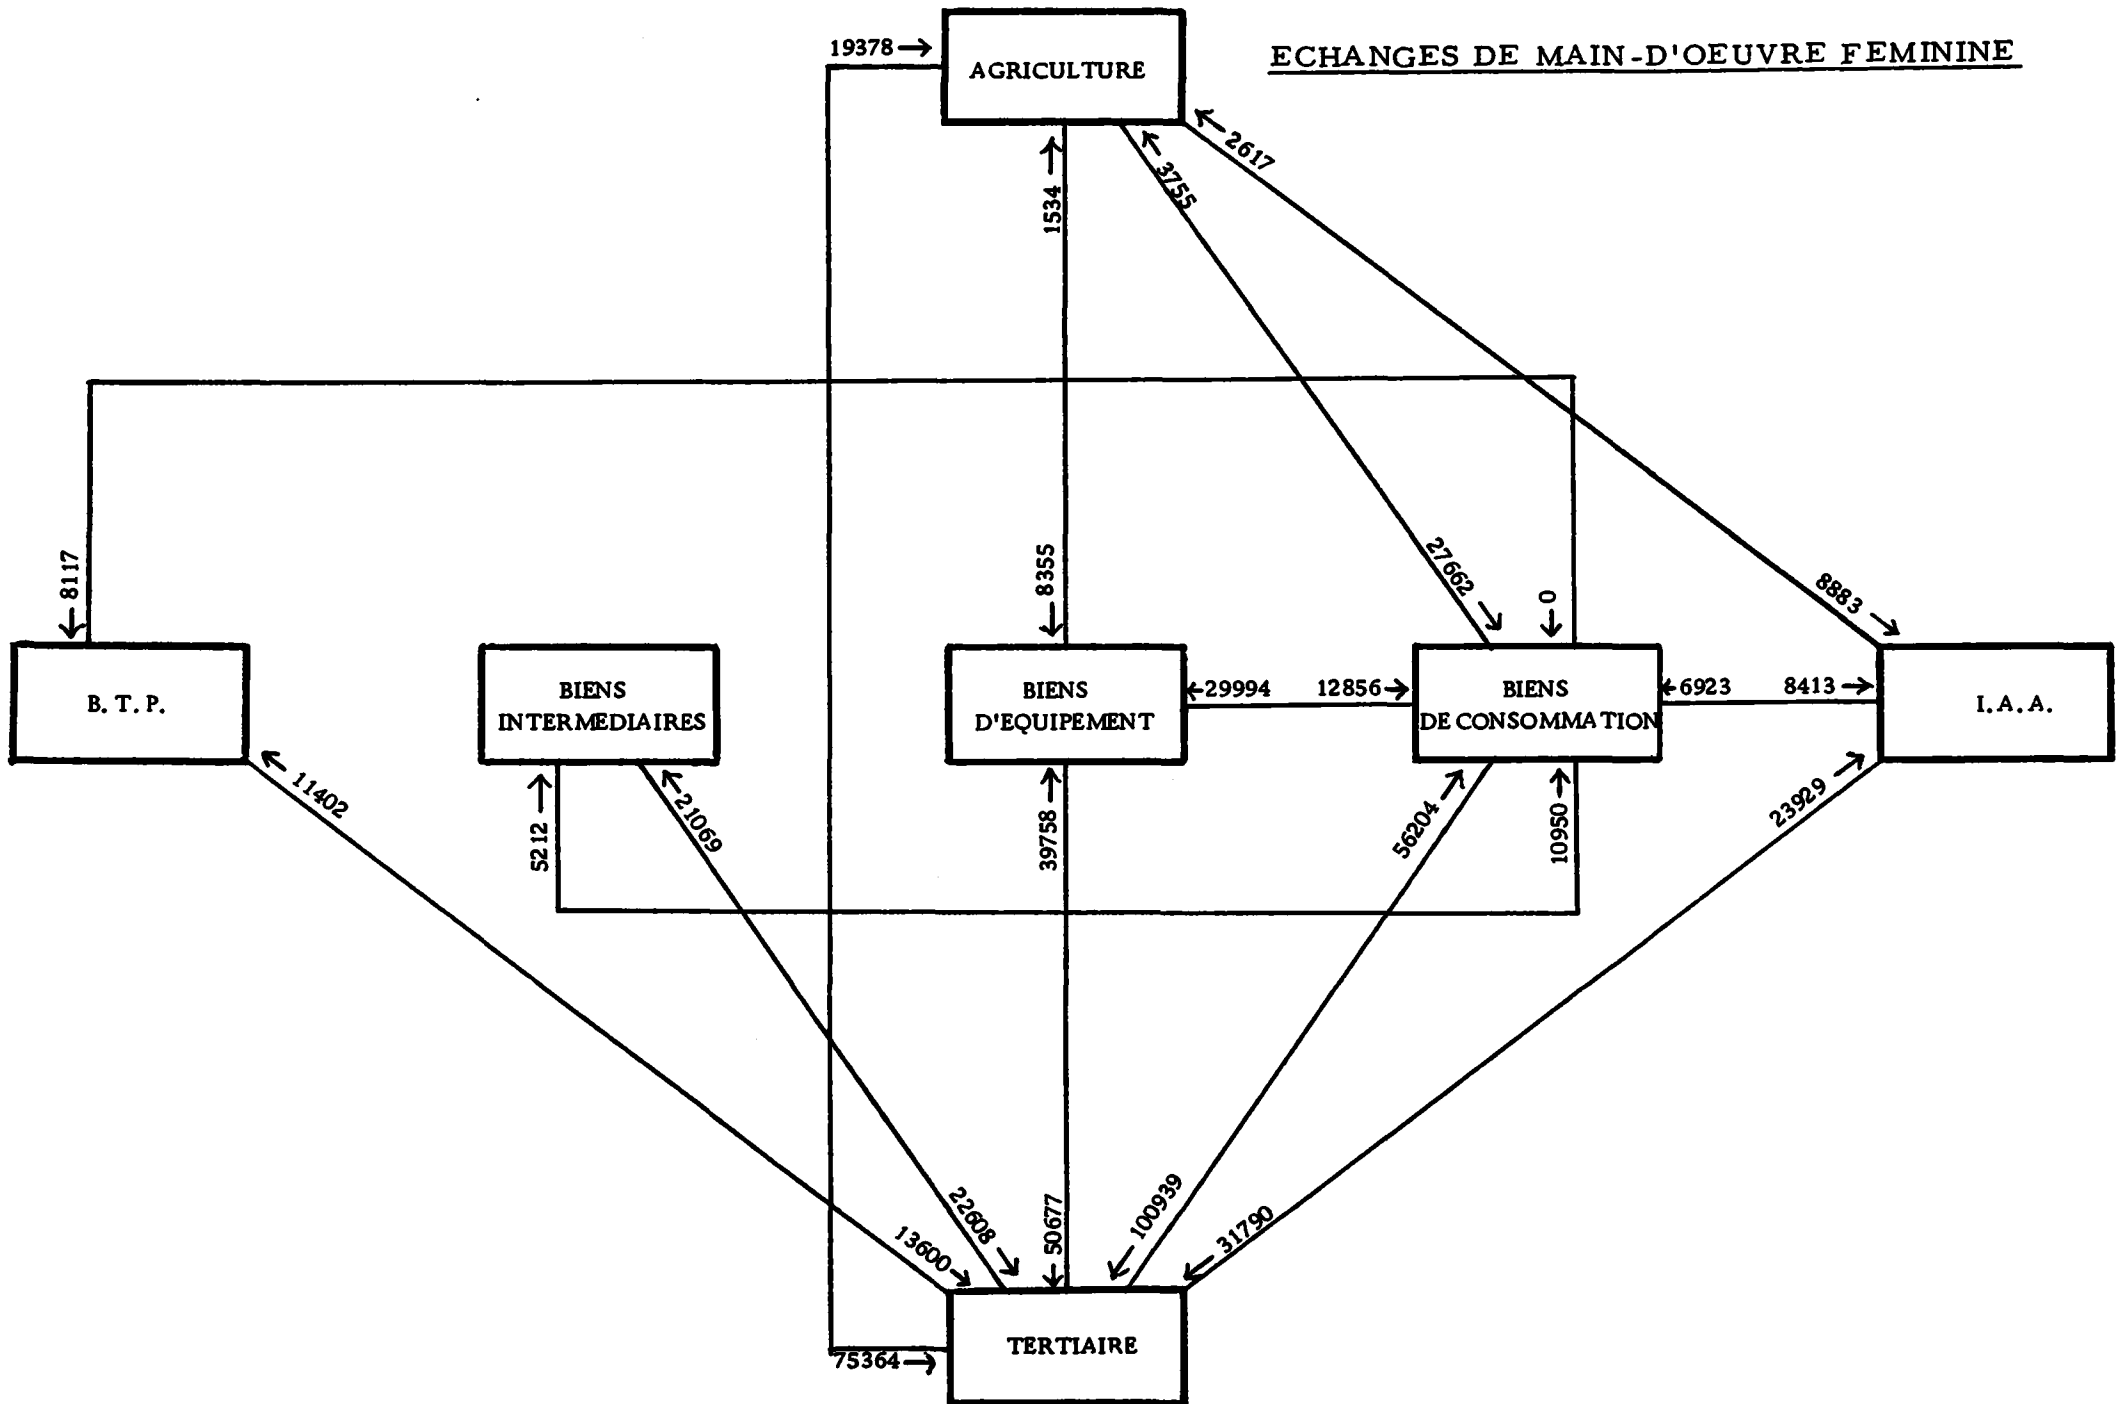 ECHANGES DE MAIN-D'OEUVRE FEMININE
19378
AGRICULTURE
2617
3755
1534
8117
8355
27662
0
8883
B. T. P.
BIENS
INTERMEDIAIRES
BIENS
D'EQUIPEMENT
29994
12856
BIENS
DE CONSOMMATION
6923
8413
I. A. A.
11402
5212
21069
39758
56204
10950
23929
13600
22608
50677
100939
31790
75364
TERTIAIRE